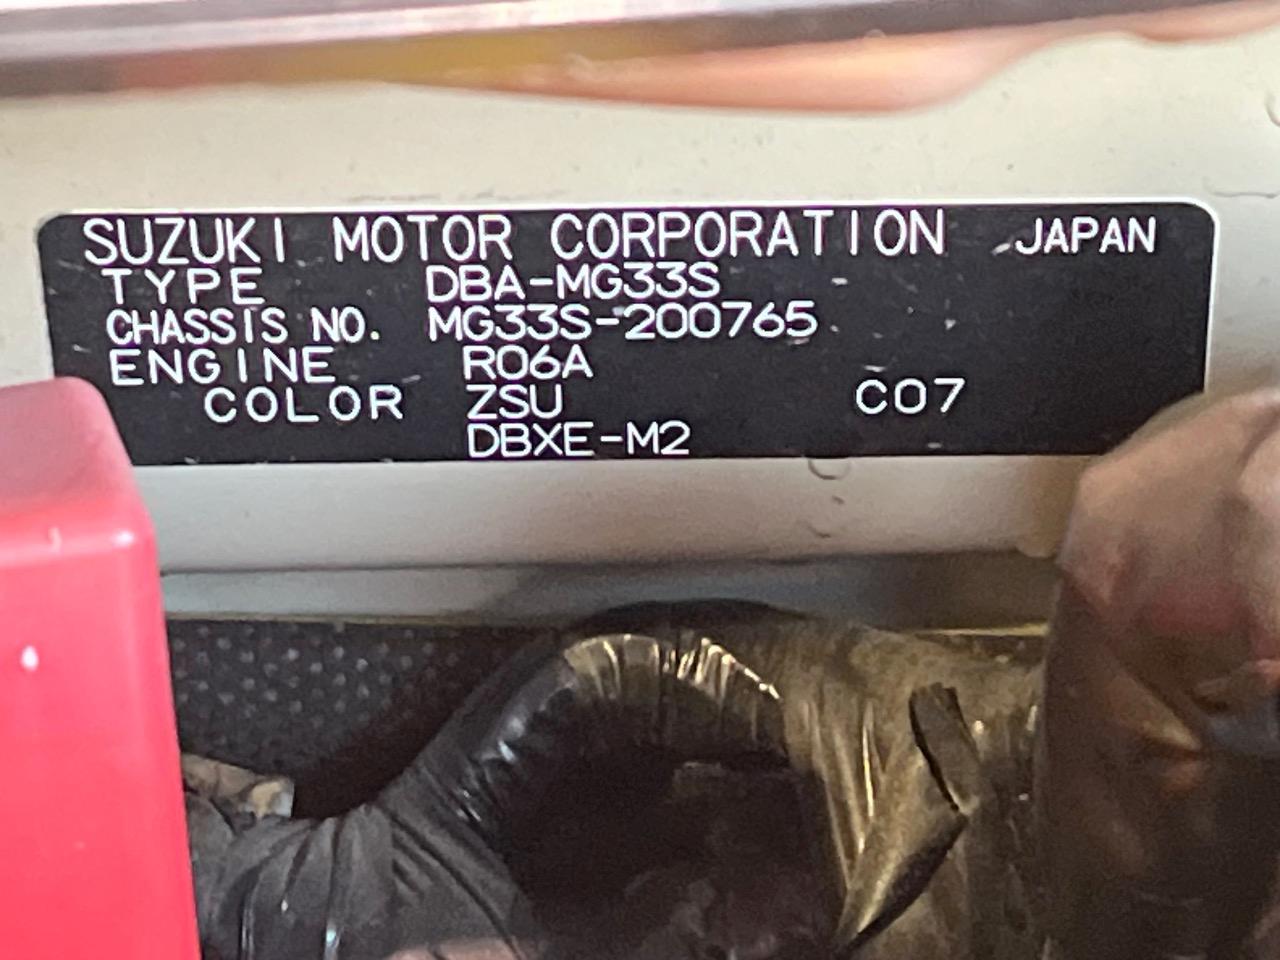 SUZUKI MOTOR CORPORATION JAPAN
TYPE DBA-MG33S
CHASSIS NO. MG33S-200765
ENGINE R06A
COLOR ZSU C07
DBXE-M2